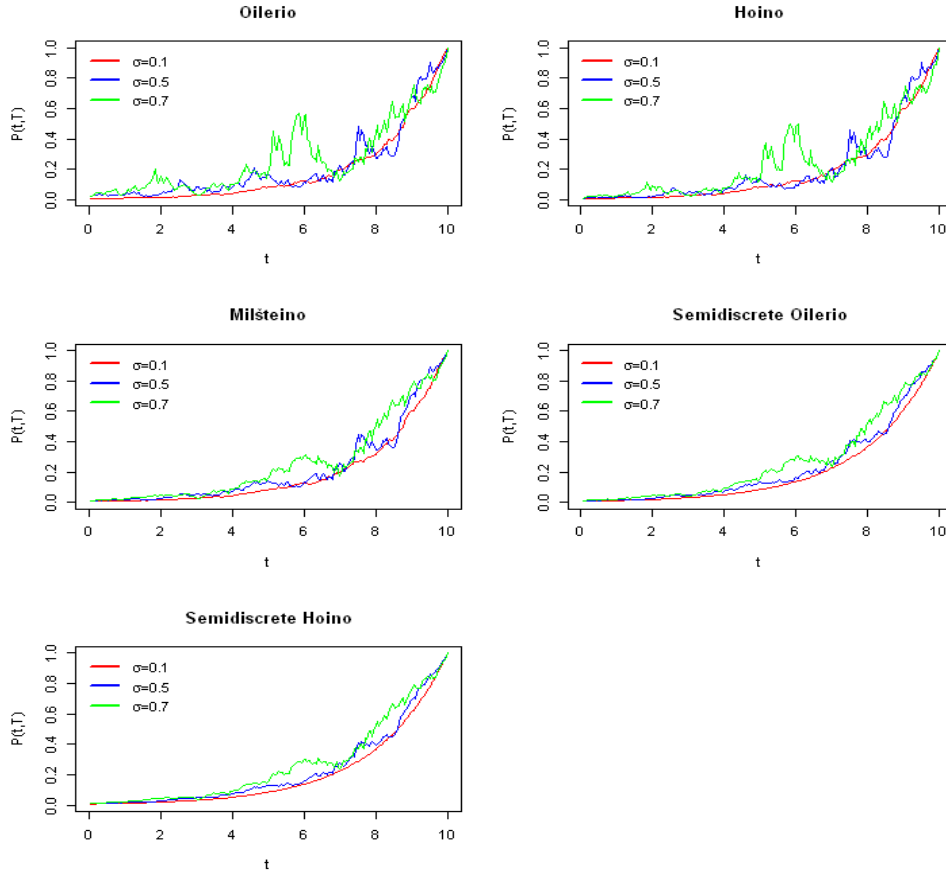 Oilerio
P(t,T)
0.0 0.2 0.4 0.6 0.8 1.0
σ=0.1
σ=0.5
σ=0.7
0 2 4 6 8 10
t
Hoino
P(t,T)
0.0 0.2 0.4 0.6 0.8 1.0
σ=0.1
σ=0.5
σ=0.7
0 2 4 6 8 10
t
Milšteino
P(t,T)
0.0 0.2 0.4 0.6 0.8 1.0
σ=0.1
σ=0.5
σ=0.7
0 2 4 6 8 10
t
Semidiscrete Oilerio
P(t,T)
0.0 0.2 0.4 0.6 0.8 1.0
σ=0.1
σ=0.5
σ=0.7
0 2 4 6 8 10
t
Semidiscrete Hoino
P(t,T)
0.0 0.2 0.4 0.6 0.8 1.0
σ=0.1
σ=0.5
σ=0.7
0 2 4 6 8 10
t